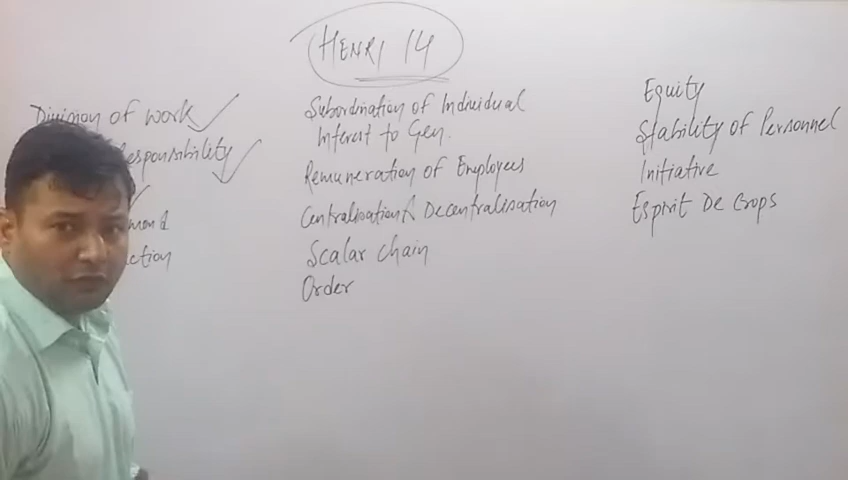 HENRI 14
Division of work
Responsibility
mand
ction
Subordination of Individual
Interest to Gen.
Remuneration of Employees
Centralisation & Decentralisation
Scalar chain
Order
Equity
Stability of Personnel
Initiative
Esprit De Crops